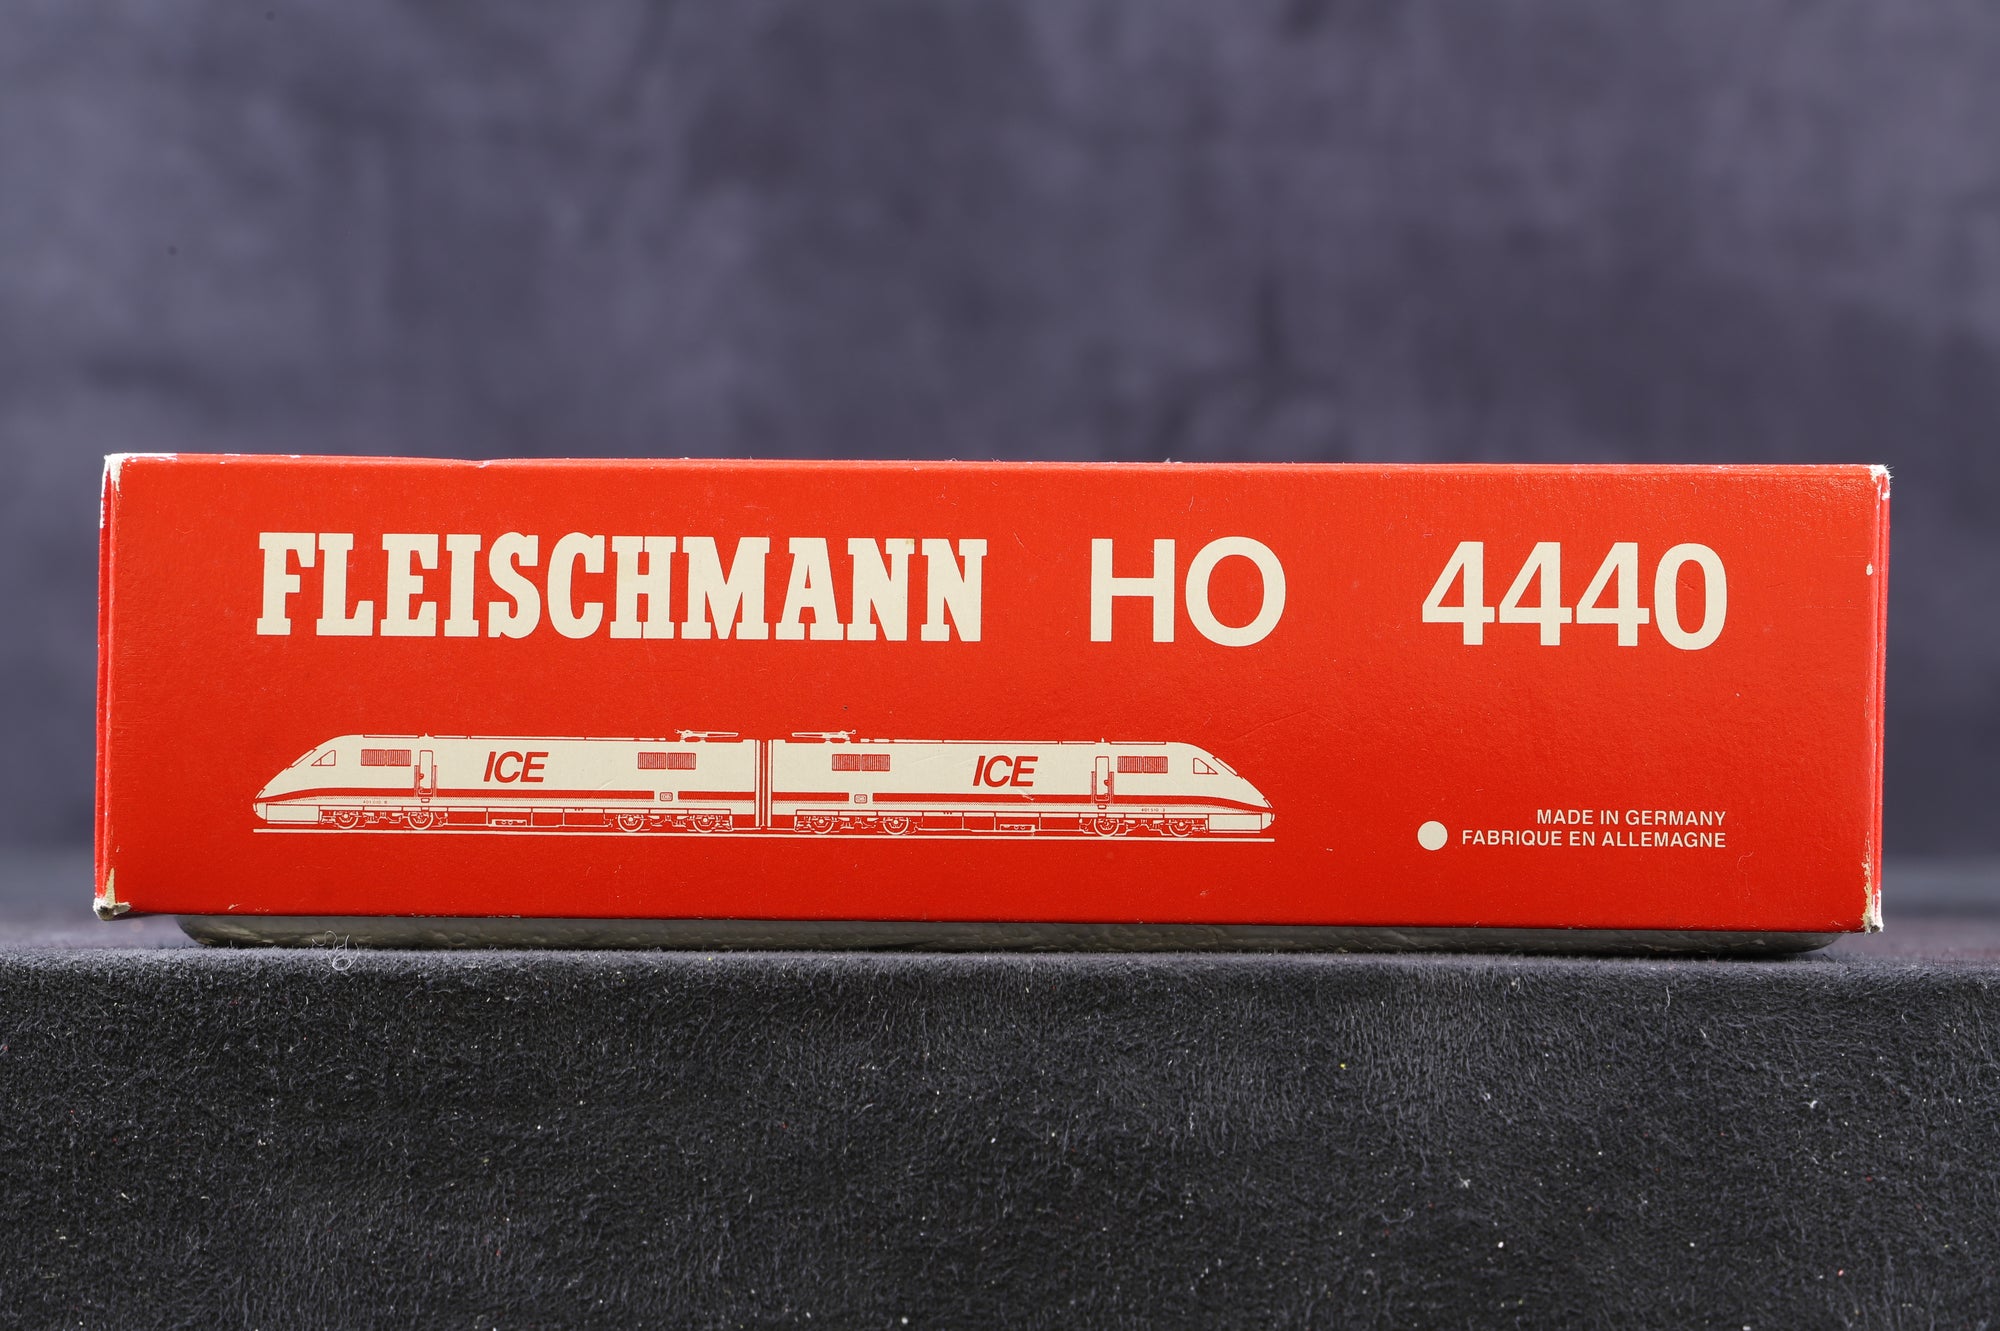 FLEISCHMANN HO 4440
ICE ICE
MADE IN GERMANY
FABRIQUE EN ALLEMAGNE